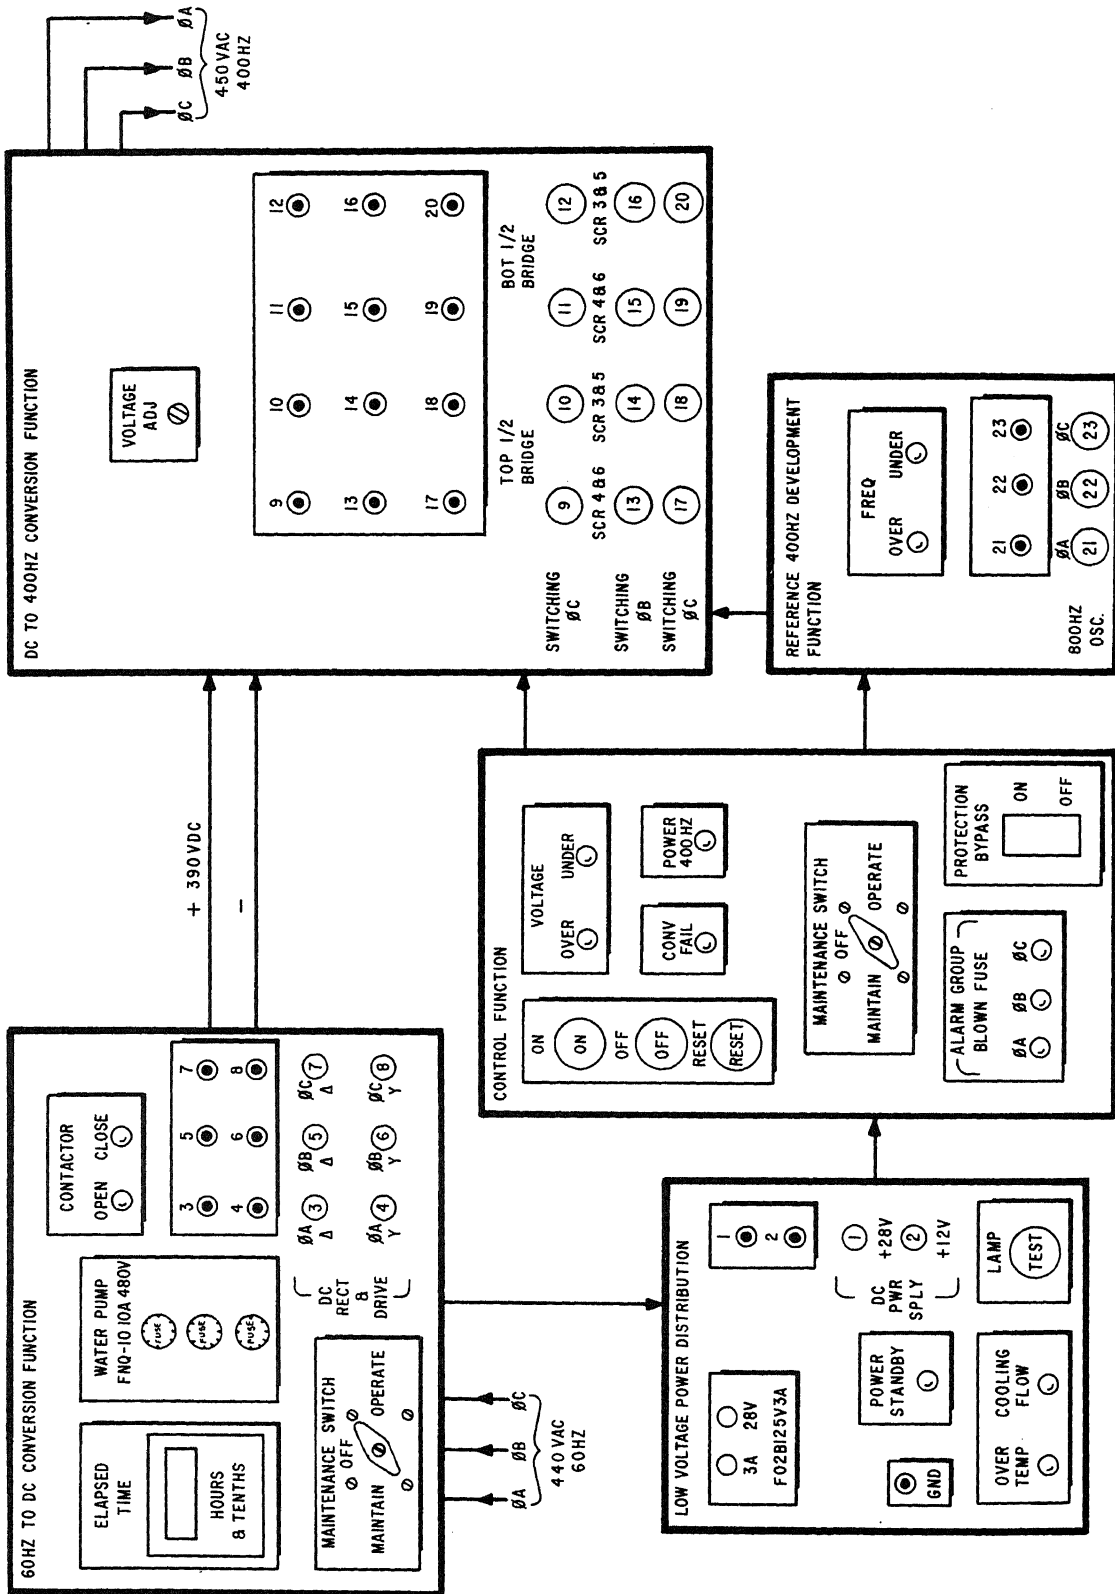 60HZ TO DC CONVERSION FUNCTION
ELAPSED
TIME
HOURS
& TENTHS
WATER PUMP
FNQ-10 10A 480V
FUSE
FUSE
FUSE
CONTACTOR
OPEN CLOSE
3 5 7
4 6 8
MAINTENANCE SWITCH
OFF
MAINTAIN OPERATE
DC
RECT
&
DRIVE
ØA 3 ØB 5 ØC 7
Δ Δ Δ
ØA 4 ØB 6 ØC 8
Y Y Y
ØA ØB ØC
440 VAC
60HZ
+ 390VDC
-
DC TO 400HZ CONVERSION FUNCTION
VOLTAGE
ADJ
9 10 11 12
13 14 15 16
17 18 19 20
TOP 1/2
BRIDGE
BOT 1/2
BRIDGE
SWITCHING
ØC
9 10 11 12
SCR 4&6 SCR 3&5 SCR 4&6 SCR 3&5
SWITCHING
ØB
13 14 15 16
SWITCHING
ØC
17 18 19 20
ØC ØB ØA
450VAC
400HZ
LOW VOLTAGE POWER DISTRIBUTION
3A 28V
F02B125V3A
1
2
GND
POWER
STANDBY
DC
PWR
SPLY
1
+28V
2
+12V
OVER
TEMP
COOLING
FLOW
LAMP
TEST
CONTROL FUNCTION
ON
ON
OFF
OFF
RESET
RESET
VOLTAGE
OVER UNDER
CONV
FAIL
POWER
400HZ
MAINTENANCE SWITCH
OFF
MAINTAIN OPERATE
ALARM GROUP
BLOWN FUSE
ØA ØB ØC
PROTECTION
BYPASS
ON
OFF
REFERENCE 400HZ DEVELOPMENT
FUNCTION
FREQ
OVER UNDER
21 22 23
ØA ØB ØC
800HZ
OSC.
21 22 23